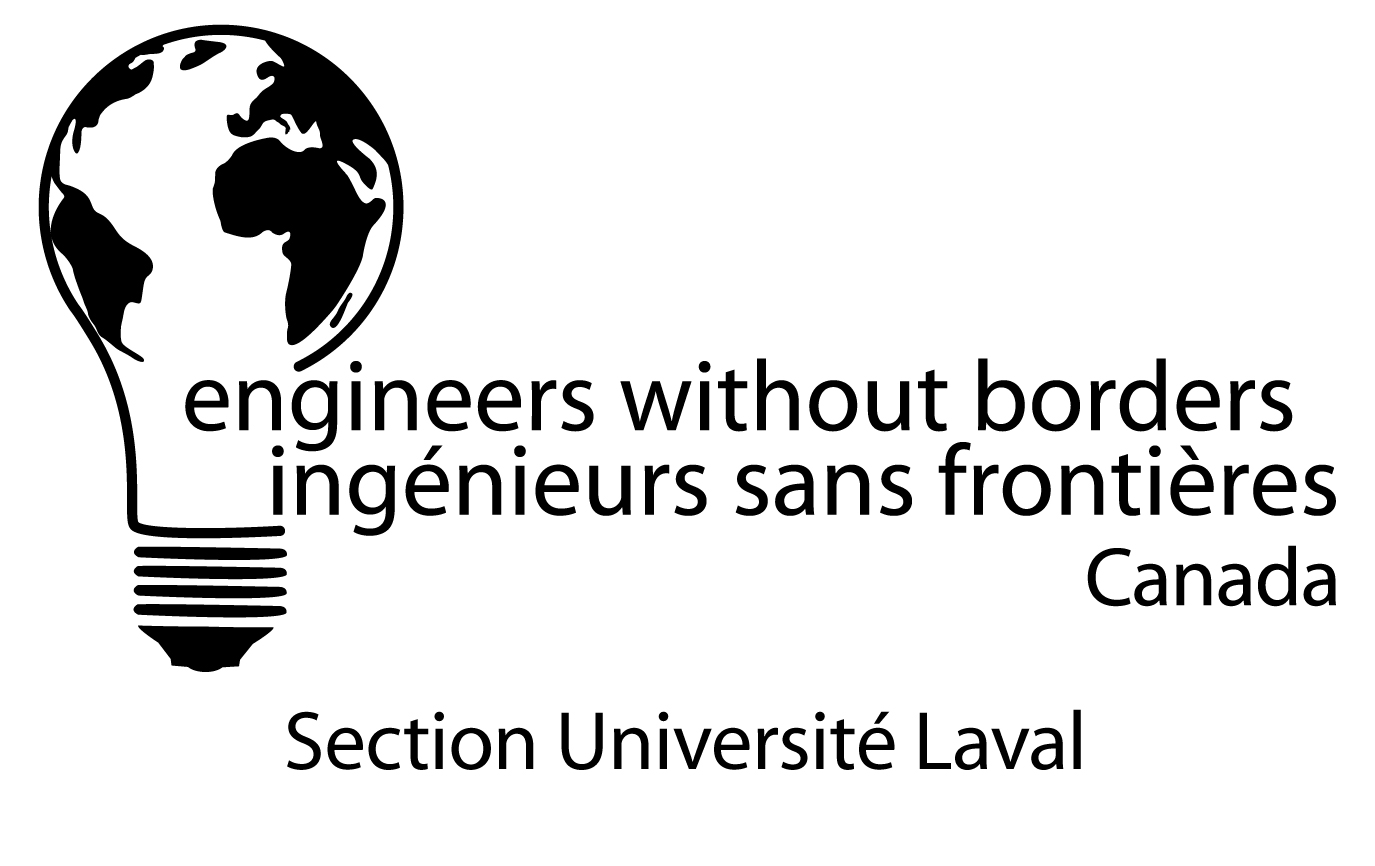 engineers without borders
ingénieurs sans frontières
Canada
Section Université Laval